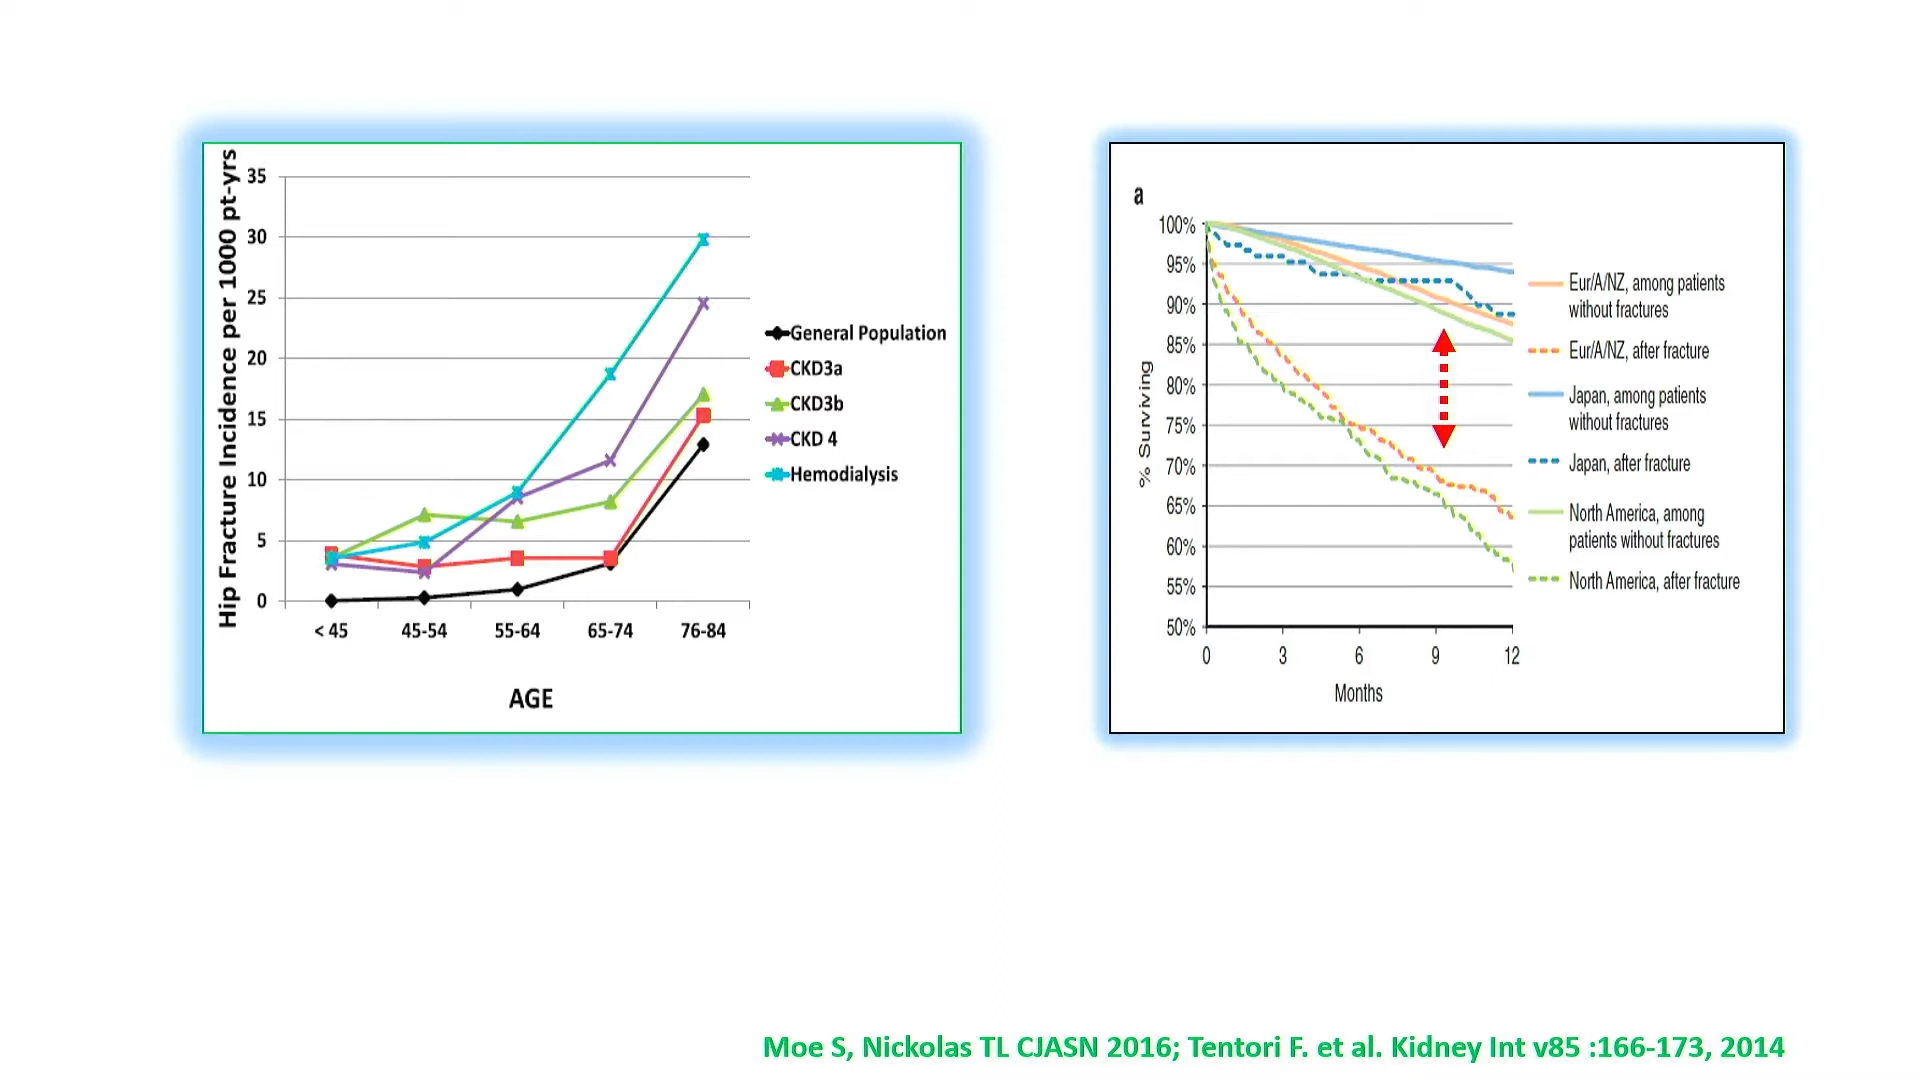 Hip Fracture Incidence per 1000 pt-yrs
35
30
25
20
15
10
5
0
< 45 45-54 55-64 65-74 76-84
AGE
General Population
CKD3a
CKD3b
CKD 4
Hemodialysis
a
% Surviving
100%
95%
90%
85%
80%
75%
70%
65%
60%
55%
50%
0 3 6 9 12
Months
Eur/A/NZ, among patients
without fractures
Eur/A/NZ, after fracture
Japan, among patients
without fractures
Japan, after fracture
North America, among
patients without fractures
North America, after fracture
Moe S, Nickolas TL CJASN 2016; Tentori F. et al. Kidney Int v85 :166-173, 2014